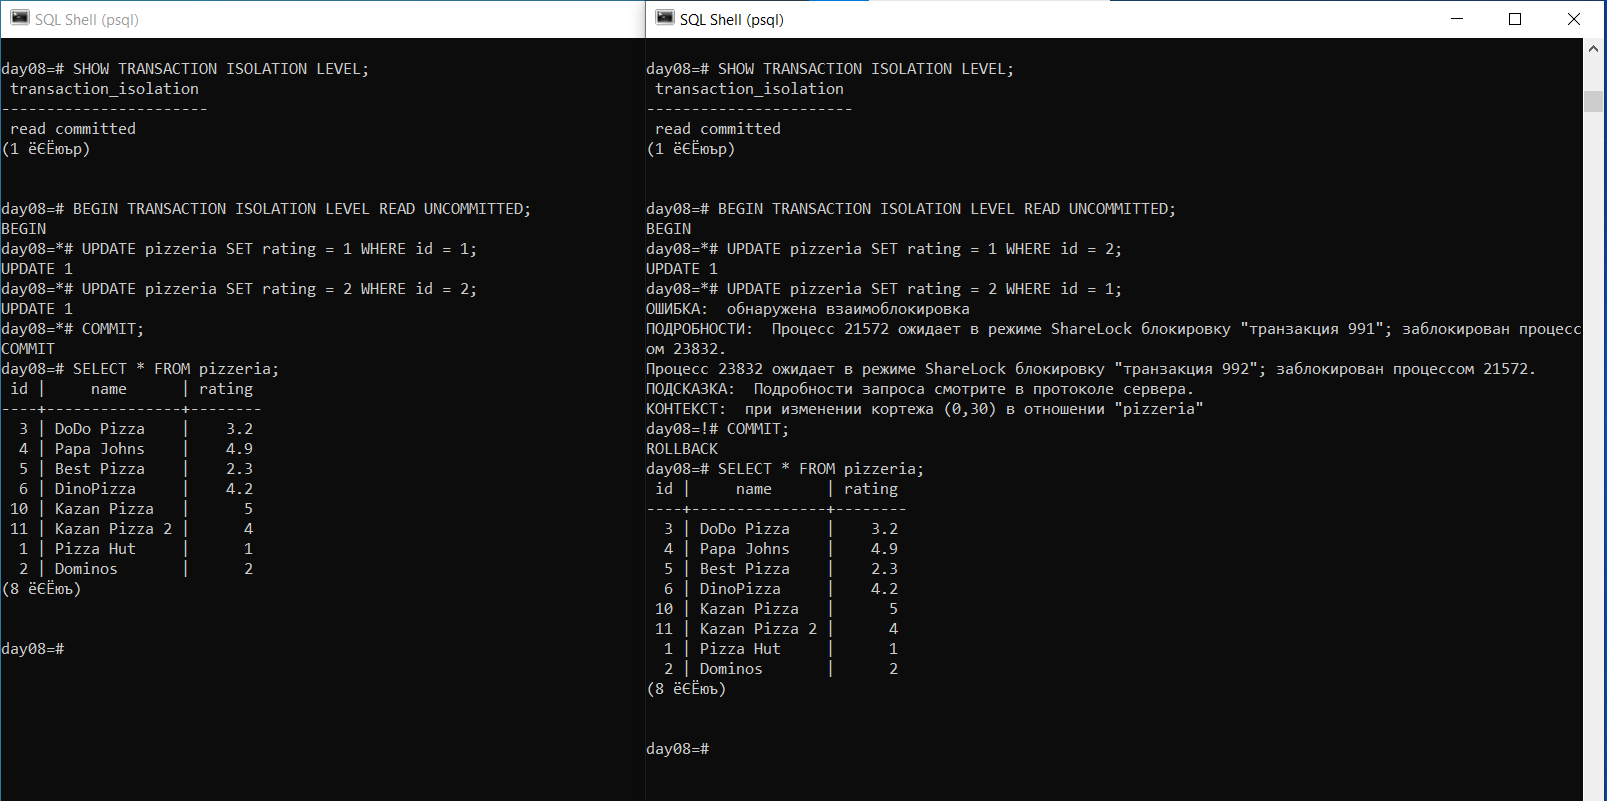 SQL Shell (psql)
day08=# SHOW TRANSACTION ISOLATION LEVEL;
 transaction_isolation
-----------------------
 read committed
(1 ёЄЁюър)
day08=# BEGIN TRANSACTION ISOLATION LEVEL READ UNCOMMITTED;
BEGIN
day08=*# UPDATE pizzeria SET rating = 1 WHERE id = 1;
UPDATE 1
day08=*# UPDATE pizzeria SET rating = 2 WHERE id = 2;
UPDATE 1
day08=*# COMMIT;
COMMIT
day08=# SELECT * FROM pizzeria;
 id |     name      | rating
----+---------------+--------
  3 | DoDo Pizza    |    3.2
  4 | Papa Johns    |    4.9
  5 | Best Pizza    |    2.3
  6 | DinoPizza     |    4.2
 10 | Kazan Pizza   |      5
 11 | Kazan Pizza 2 |      4
  1 | Pizza Hut     |      1
  2 | Dominos       |      2
(8 ёЄЁюъ)
day08=#
SQL Shell (psql)
day08=# SHOW TRANSACTION ISOLATION LEVEL;
 transaction_isolation
-----------------------
 read committed
(1 ёЄЁюър)
day08=# BEGIN TRANSACTION ISOLATION LEVEL READ UNCOMMITTED;
BEGIN
day08=*# UPDATE pizzeria SET rating = 1 WHERE id = 2;
UPDATE 1
day08=*# UPDATE pizzeria SET rating = 2 WHERE id = 1;
ОШИБКА:  обнаружена взаимоблокировка
ПОДРОБНОСТИ:  Процесс 21572 ожидает в режиме ShareLock блокировку "транзакция 991"; заблокирован процесс
ом 23832.
Процесс 23832 ожидает в режиме ShareLock блокировку "транзакция 992"; заблокирован процессом 21572.
ПОДСКАЗКА:  Подробности запроса смотрите в протоколе сервера.
КОНТЕКСТ:  при изменении кортежа (0,30) в отношении "pizzeria"
day08=!# COMMIT;
ROLLBACK
day08=# SELECT * FROM pizzeria;
 id |     name      | rating
----+---------------+--------
  3 | DoDo Pizza    |    3.2
  4 | Papa Johns    |    4.9
  5 | Best Pizza    |    2.3
  6 | DinoPizza     |    4.2
 10 | Kazan Pizza   |      5
 11 | Kazan Pizza 2 |      4
  1 | Pizza Hut     |      1
  2 | Dominos       |      2
(8 ёЄЁюъ)
day08=#